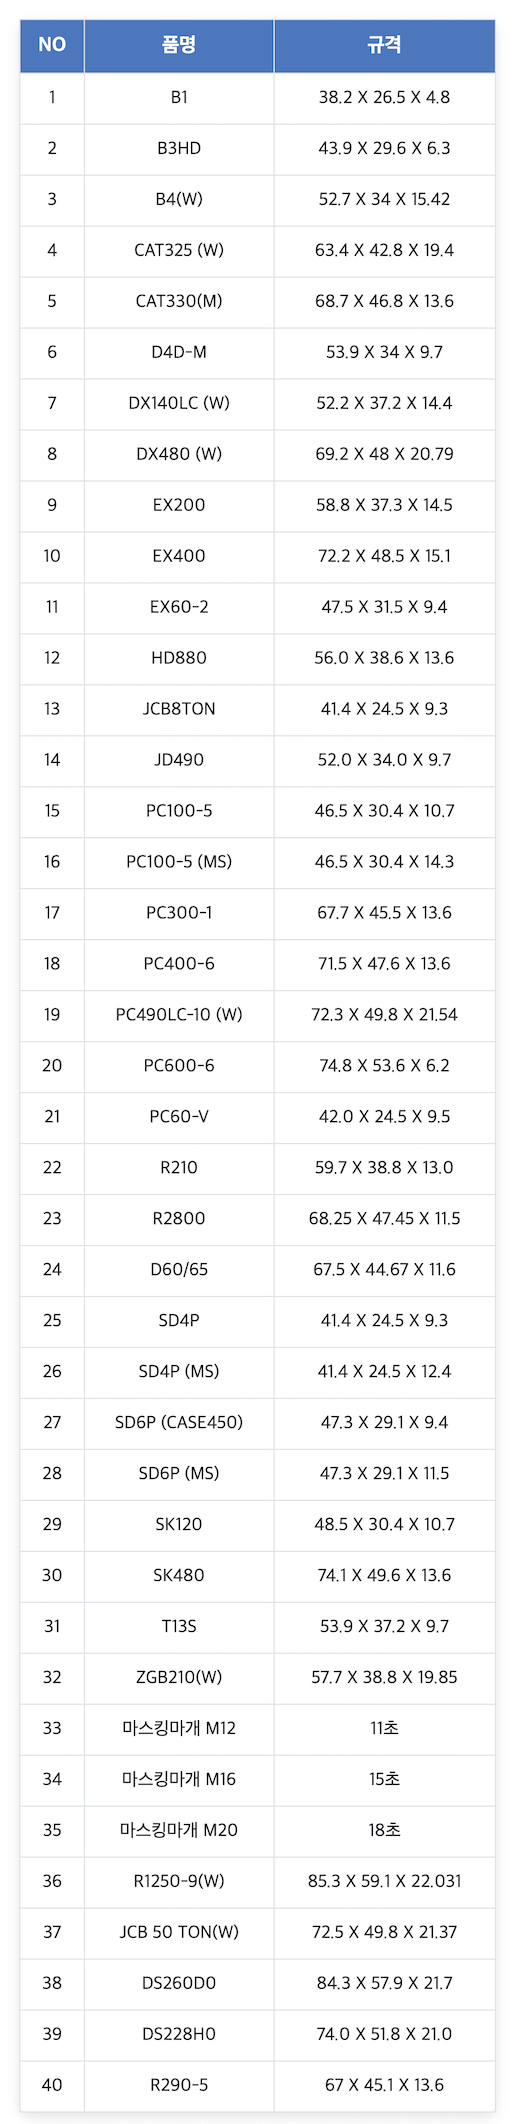 NO 품명 규격
1 B1 38.2 X 26.5 X 4.8
2 B3HD 43.9 X 29.6 X 6.3
3 B4(W) 52.7 X 34 X 15.42
4 CAT325 (W) 63.4 X 42.8 X 19.4
5 CAT330(M) 68.7 X 46.8 X 13.6
6 D4D-M 53.9 X 34 X 9.7
7 DX140LC (W) 52.2 X 37.2 X 14.4
8 DX480 (W) 69.2 X 48 X 20.79
9 EX200 58.8 X 37.3 X 14.5
10 EX400 72.2 X 48.5 X 15.1
11 EX60-2 47.5 X 31.5 X 9.4
12 HD880 56.0 X 38.6 X 13.6
13 JCB8TON 41.4 X 24.5 X 9.3
14 JD490 52.0 X 34.0 X 9.7
15 PC100-5 46.5 X 30.4 X 10.7
16 PC100-5 (MS) 46.5 X 30.4 X 14.3
17 PC300-1 67.7 X 45.5 X 13.6
18 PC400-6 71.5 X 47.6 X 13.6
19 PC490LC-10 (W) 72.3 X 49.8 X 21.54
20 PC600-6 74.8 X 53.6 X 6.2
21 PC60-V 42.0 X 24.5 X 9.5
22 R210 59.7 X 38.8 X 13.0
23 R2800 68.25 X 47.45 X 11.5
24 D60/65 67.5 X 44.67 X 11.6
25 SD4P 41.4 X 24.5 X 9.3
26 SD4P (MS) 41.4 X 24.5 X 12.4
27 SD6P (CASE450) 47.3 X 29.1 X 9.4
28 SD6P (MS) 47.3 X 29.1 X 11.5
29 SK120 48.5 X 30.4 X 10.7
30 SK480 74.1 X 49.6 X 13.6
31 T13S 53.9 X 37.2 X 9.7
32 ZGB210(W) 57.7 X 38.8 X 19.85
33 마스킹마개 M12 11초
34 마스킹마개 M16 15초
35 마스킹마개 M20 18초
36 R1250-9(W) 85.3 X 59.1 X 22.031
37 JCB 50 TON(W) 72.5 X 49.8 X 21.37
38 DS260D0 84.3 X 57.9 X 21.7
39 DS228H0 74.0 X 51.8 X 21.0
40 R290-5 67 X 45.1 X 13.6